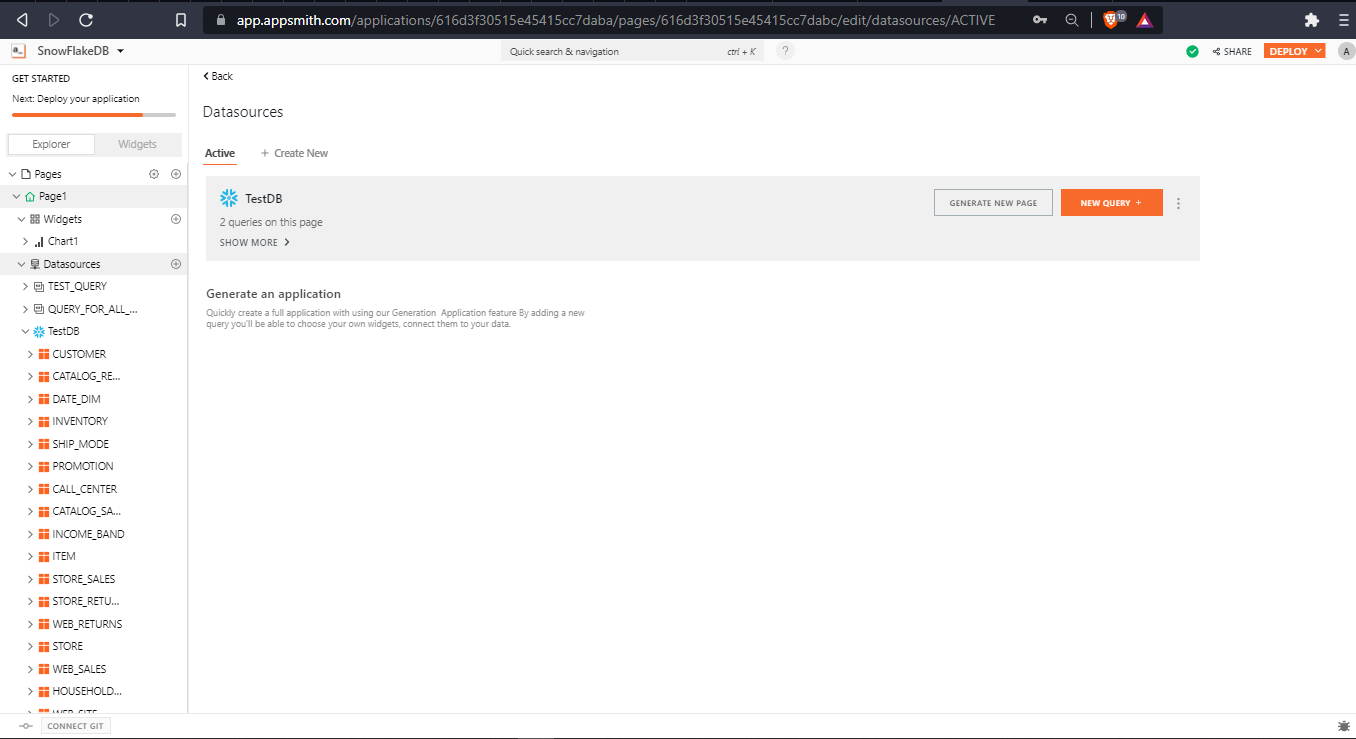 app.appsmith.com/applications/616d3f30515e45415cc7daba/pages/616d3f30515e45415cc7dabc/edit/datasources/ACTIVE
10
SnowFlakeDB
Quick search & navigation
ctrl + K
?
SHARE
DEPLOY
A
GET STARTED
Next: Deploy your application
Explorer
Widgets
Pages
Page1
Widgets
Chart1
Datasources
TEST_QUERY
QUERY_FOR_ALL_...
TestDB
CUSTOMER
CATALOG_RE...
DATE_DIM
INVENTORY
SHIP_MODE
PROMOTION
CALL_CENTER
CATALOG_SA...
INCOME_BAND
ITEM
STORE_SALES
STORE_RETU...
WEB_RETURNS
STORE
WEB_SALES
HOUSEHOLD...
WEB_SITE
CONNECT GIT
Back
Datasources
Active
+ Create New
TestDB
2 queries on this page
SHOW MORE
GENERATE NEW PAGE
NEW QUERY +
Generate an application
Quickly create a full application with using our Generation Application feature By adding a new
query you'll be able to choose your own widgets, connect them to your data.